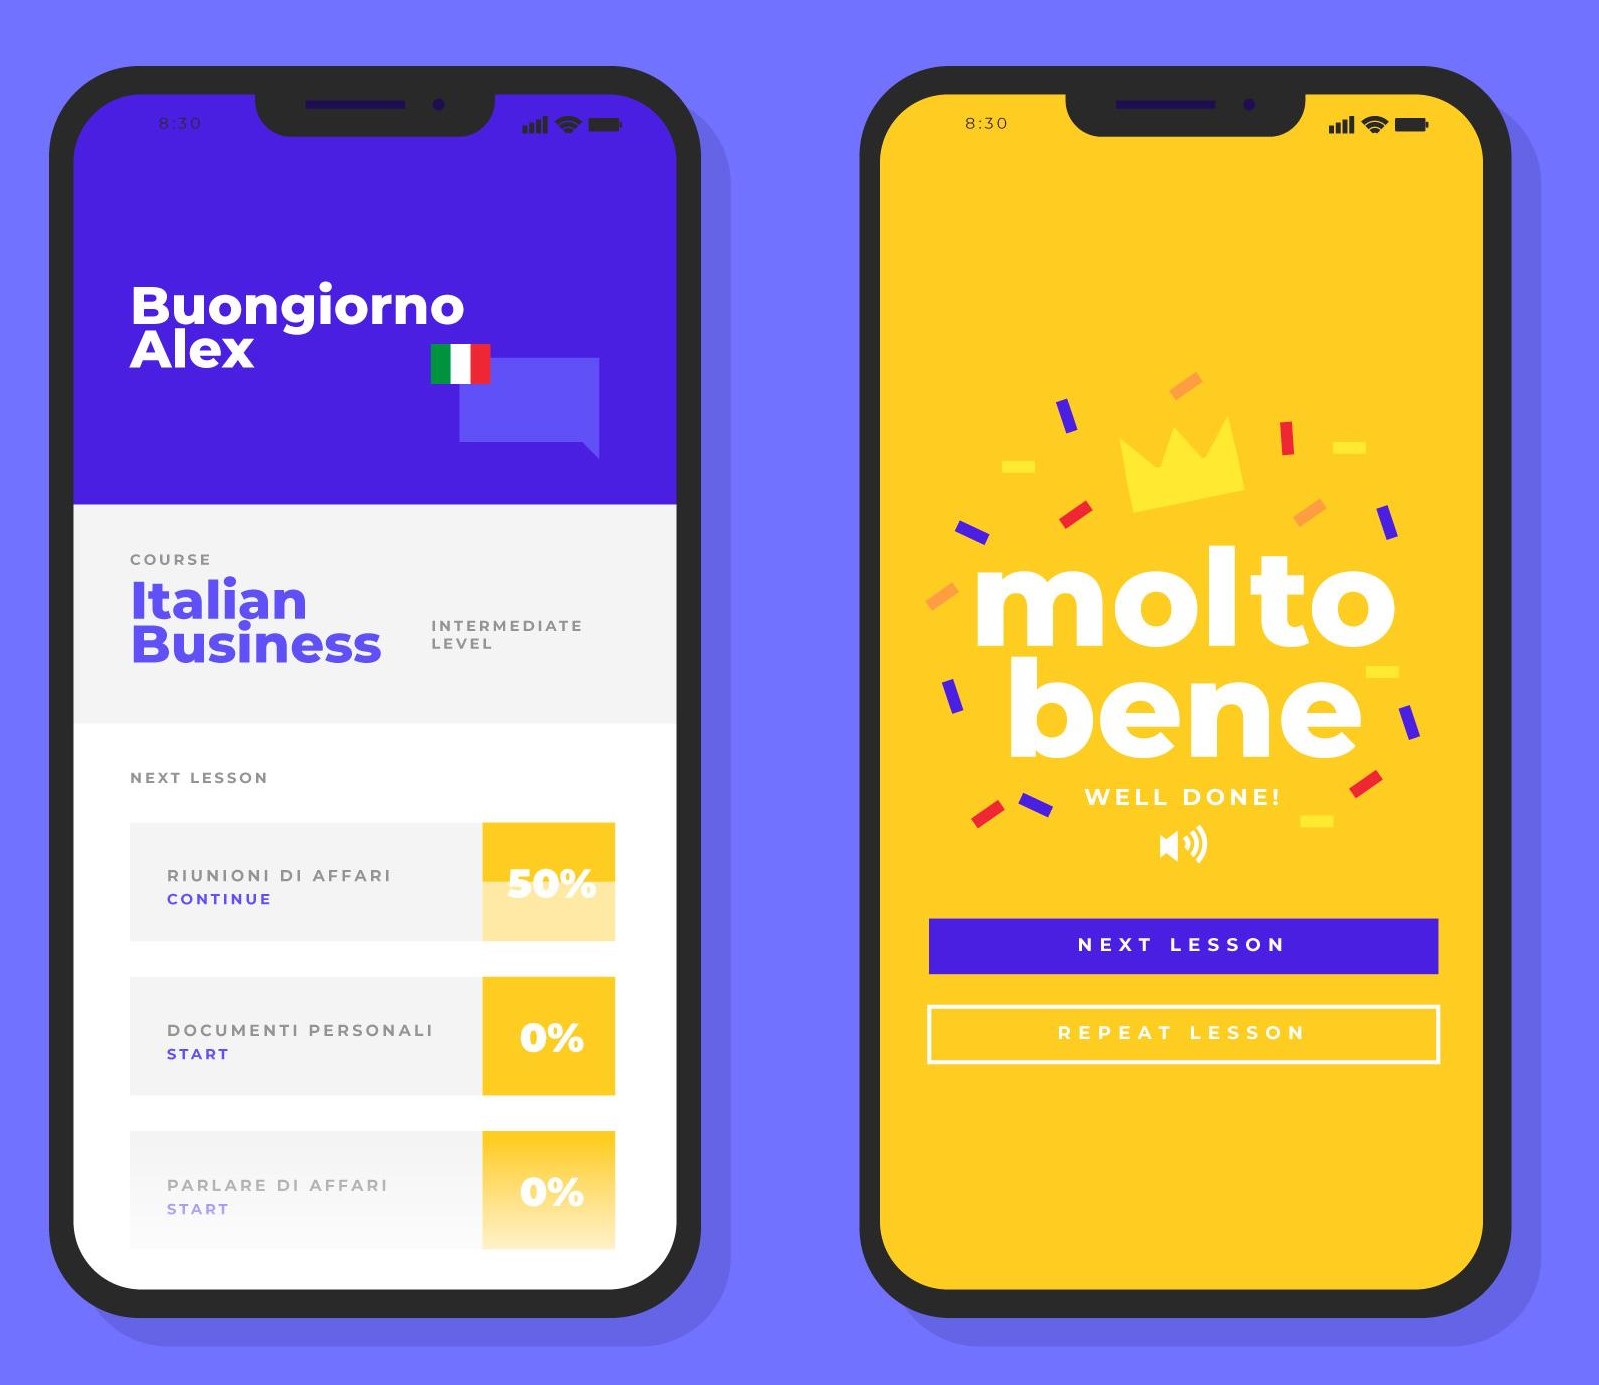 8:30
Buongiorno
Alex
COURSE
Italian
Business
INTERMEDIATE
LEVEL
NEXT LESSON
RIUNIONI DI AFFARI
CONTINUE
50%
DOCUMENTI PERSONALI
START
0%
PARLARE DI AFFARI
START
0%
8:30
molto
bene
WELL DONE!
NEXT LESSON
REPEAT LESSON